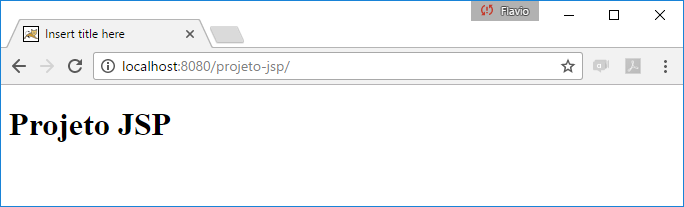 Flavio
Insert title here
localhost:8080/projeto-jsp/
Projeto JSP